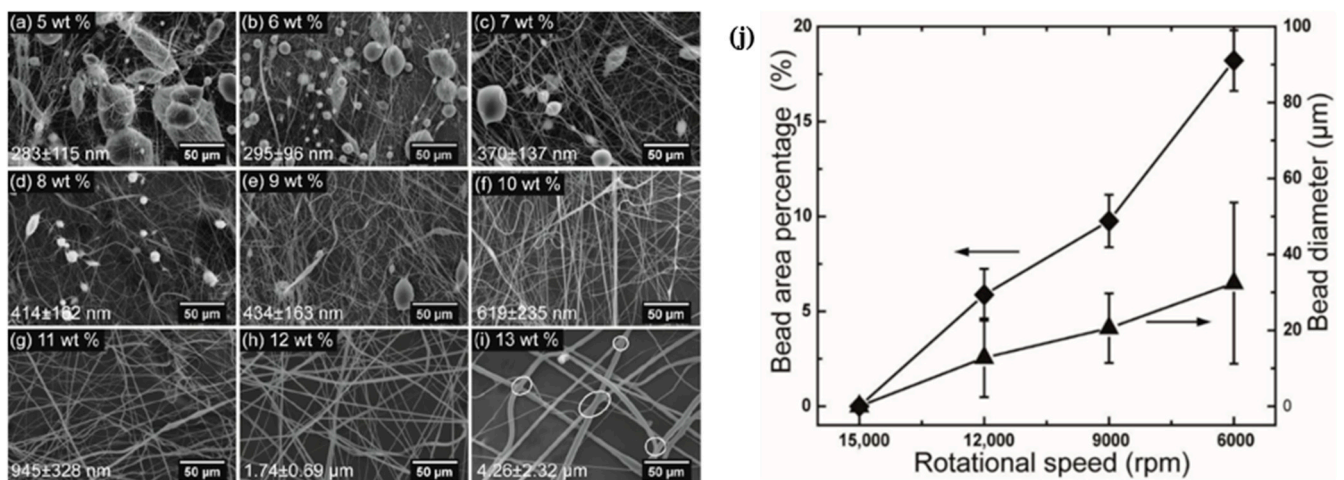 (a) 5 wt %
283±115 nm
50 µm
(b) 6 wt %
295±96 nm
50 µm
(c) 7 wt %
370±137 nm
50 µm
(d) 8 wt %
414±182 nm
50 µm
(e) 9 wt %
434±163 nm
50 µm
(f) 10 wt %
619±235 nm
50 µm
(g) 11 wt %
945±328 nm
50 µm
(h) 12 wt %
1.74±0.69 µm
50 µm
(i) 13 wt %
4.26±2.32 µm
50 µm
(j)
Bead area percentage (%)
20
15
10
5
0
100
80
60
40
20
0
Bead diameter (µm)
15,000 12,000 9000 6000
Rotational speed (rpm)